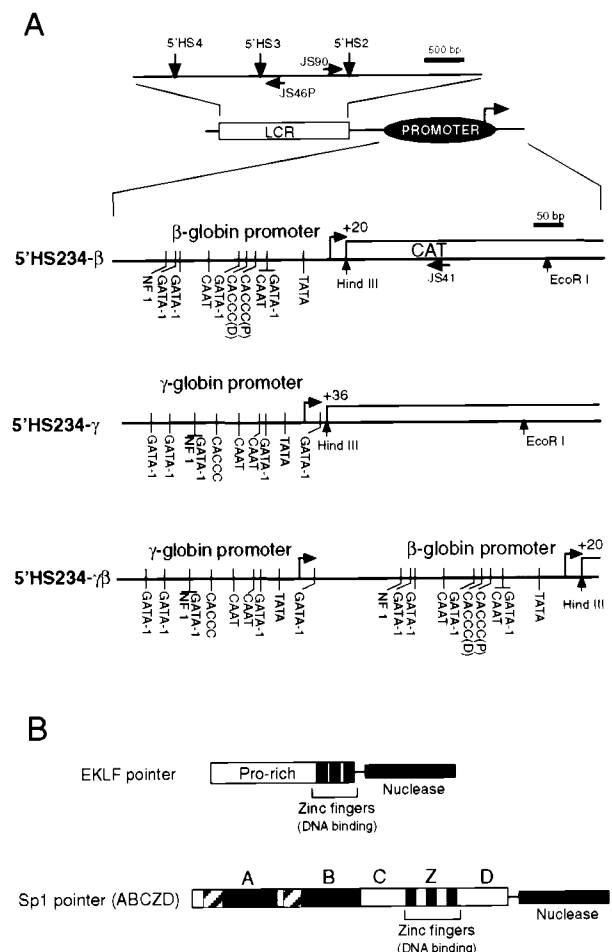 A
5'HS4 5'HS3 5'HS2
500 bp
JS90
JS46P
LCR
PROMOTER
β-globin promoter
+20
50 bp
5'HS234-β
CAT
NF 1 GATA-1 GATA-1 CAAT GATA-1 CACCC(D) CACCC(P) CAAT GATA-1 TATA
Hind III
JS41
EcoR I
γ-globin promoter
+36
5'HS234-γ
GATA-1 GATA-1 NF 1 GATA-1 CACCC CAAT CAAT GATA-1 TATA GATA-1
Hind III
EcoR I
γ-globin promoter
β-globin promoter
+20
5'HS234-γβ
GATA-1 GATA-1 NF 1 GATA-1 CACCC CAAT CAAT GATA-1 TATA GATA-1
NF 1 GATA-1 GATA-1 CAAT GATA-1 CACCC(D) CACCC(P) CAAT GATA-1 TATA
Hind III
B
EKLF pointer
Pro-rich
Nuclease
Zinc fingers
(DNA binding)
A B C Z D
Sp1 pointer (ABCZD)
Nuclease
Zinc fingers
(DNA binding)